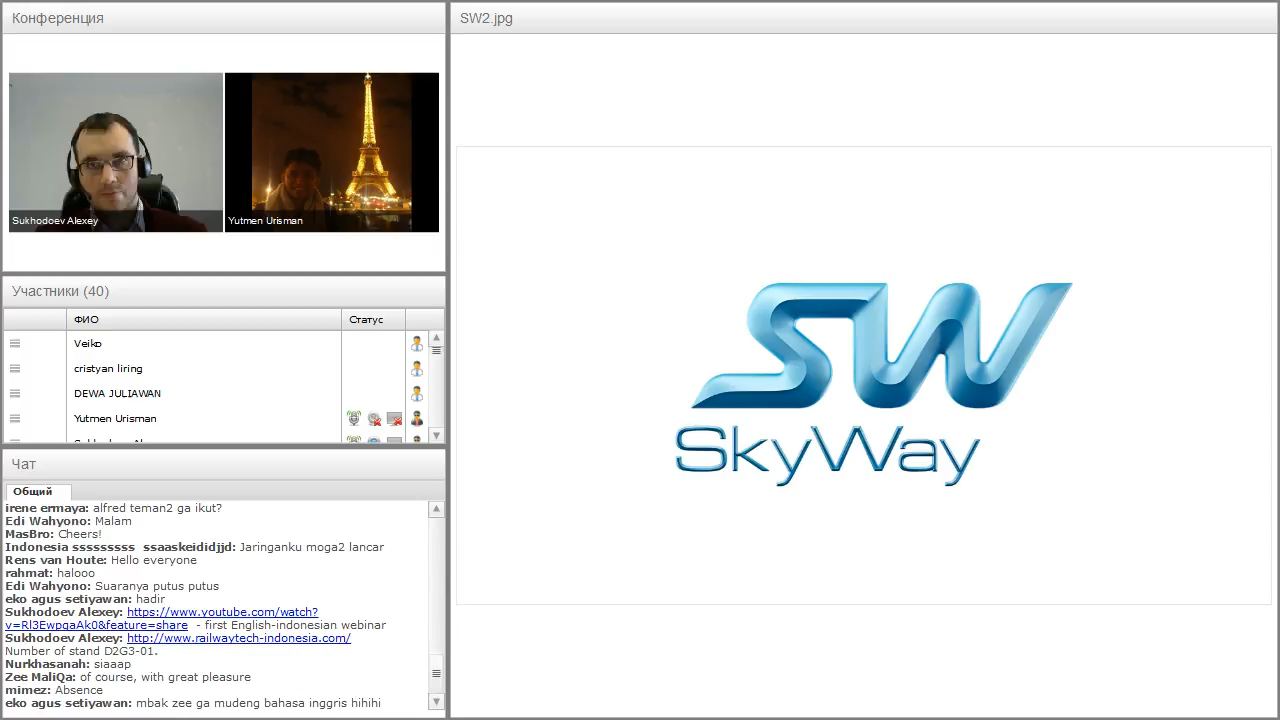 Конференция
SW2.jpg
Sukhodoev Alexey
Yutmen Urisman
Участники (40)
ФИО
Статус
Veiko
cristyan liring
DEWA JULIAWAN
Yutmen Urisman
SW
SkyWay
Чат
Общий
irene ermaya: alfred teman2 ga ikut?
Edi Wahyono: Malam
MasBro: Cheers!
Indonesia sssssssss ssaaskeididjjd: Jaringanku moga2 lancar
Rens van Houte: Hello everyone
rahmat: halooo
Edi Wahyono: Suaranya putus putus
eko agus setiyawan: hadir
Sukhodoev Alexey: https://www.youtube.com/watch?
v=Rl3EwpqaAk0&feature=share - first English-indonesian webinar
Sukhodoev Alexey: http://www.railwaytech-indonesia.com/
Number of stand D2G3-01.
Nurkhasanah: siaaap
Zee MaliQa: of course, with great pleasure
mimez: Absence
eko agus setiyawan: mbak zee ga mudeng bahasa inggris hihihi